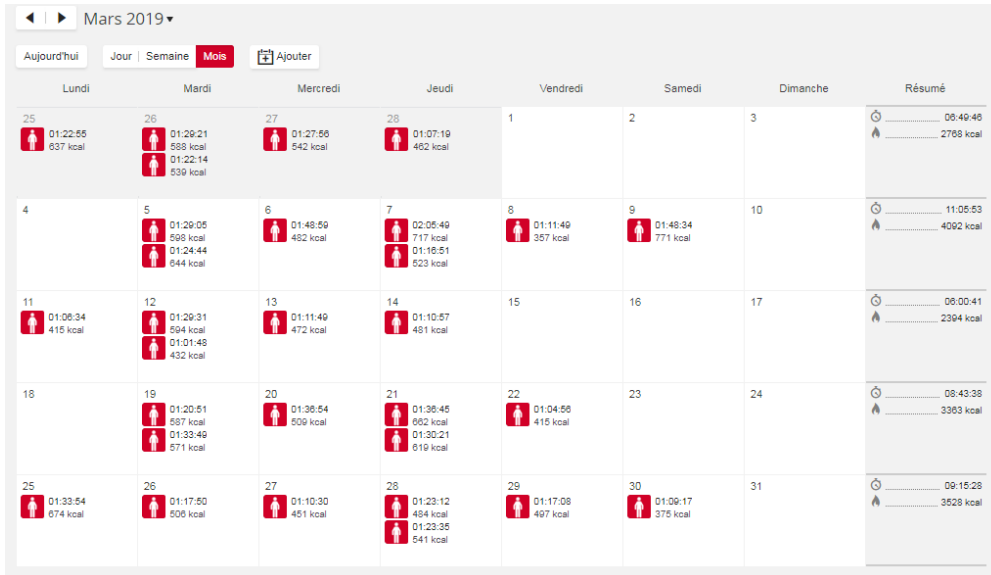 Mars 2019
Aujourd'hui Jour Semaine Mois Ajouter
Lundi Mardi Mercredi Jeudi Vendredi Samedi Dimanche Résumé
25 26 27 28 1 2 3
01:22:55 01:29:21 01:27:56 01:07:19 06:49:46
637 kcal 588 kcal 542 kcal 462 kcal 2768 kcal
01:22:14
539 kcal
4 5 6 7 8 9 10
01:29:05 01:48:59 02:05:49 01:11:49 01:48:34 11:05:53
598 kcal 482 kcal 717 kcal 357 kcal 771 kcal 4092 kcal
01:24:44 01:16:51
644 kcal 523 kcal
11 12 13 14 15 16 17
01:06:34 01:29:31 01:11:49 01:10:57 06:00:41
415 kcal 594 kcal 472 kcal 481 kcal 2394 kcal
01:01:48
432 kcal
18 19 20 21 22 23 24
01:20:51 01:36:54 01:36:45 01:04:56 08:43:38
587 kcal 509 kcal 662 kcal 415 kcal 3363 kcal
01:33:49 01:30:21
571 kcal 619 kcal
25 26 27 28 29 30 31
01:33:54 01:17:50 01:10:30 01:23:12 01:17:08 01:09:17 09:15:28
674 kcal 506 kcal 451 kcal 484 kcal 497 kcal 375 kcal 3528 kcal
01:23:35
541 kcal